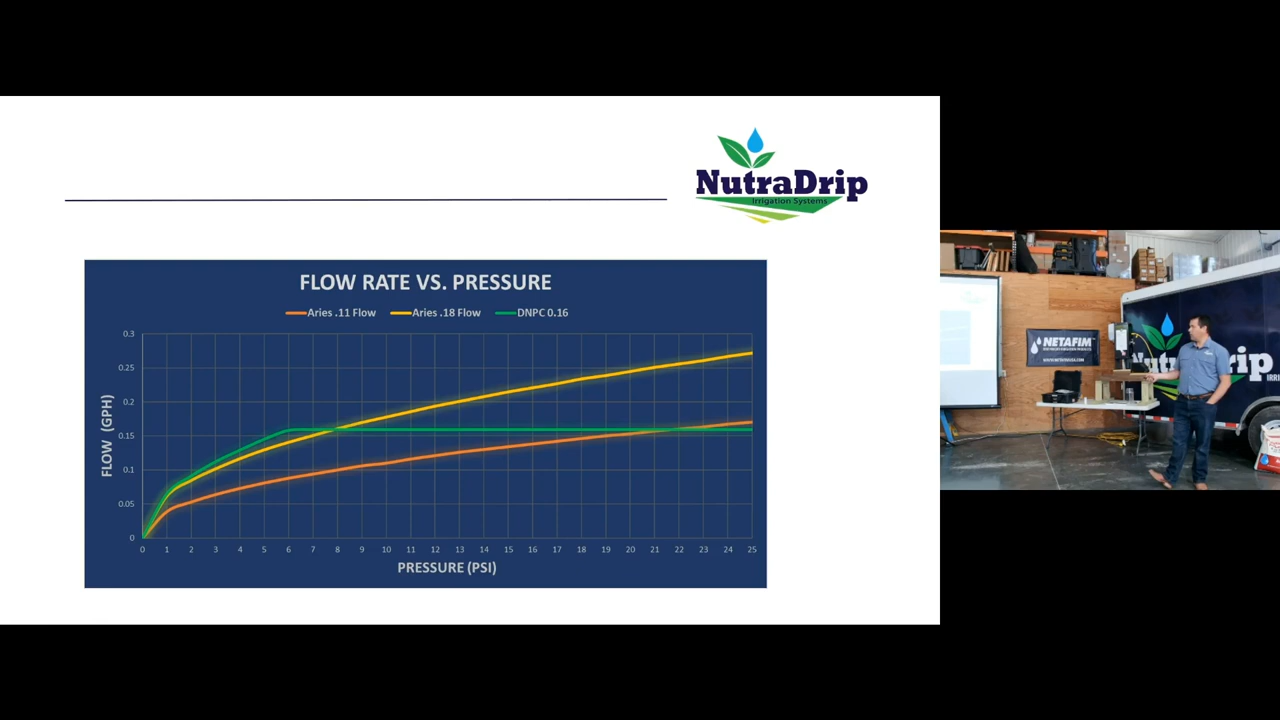 NutraDrip
Irrigation Systems
FLOW RATE VS. PRESSURE
Aries .11 Flow Aries .18 Flow DNPC 0.16
FLOW (GPH)
0.3
0.25
0.2
0.15
0.1
0.05
0
0 1 2 3 4 5 6 7 8 9 10 11 12 13 14 15 16 17 18 19 20 21 22 23 24 25
PRESSURE (PSI)
NETAFIM
WWW.NETAFIMUSA.COM